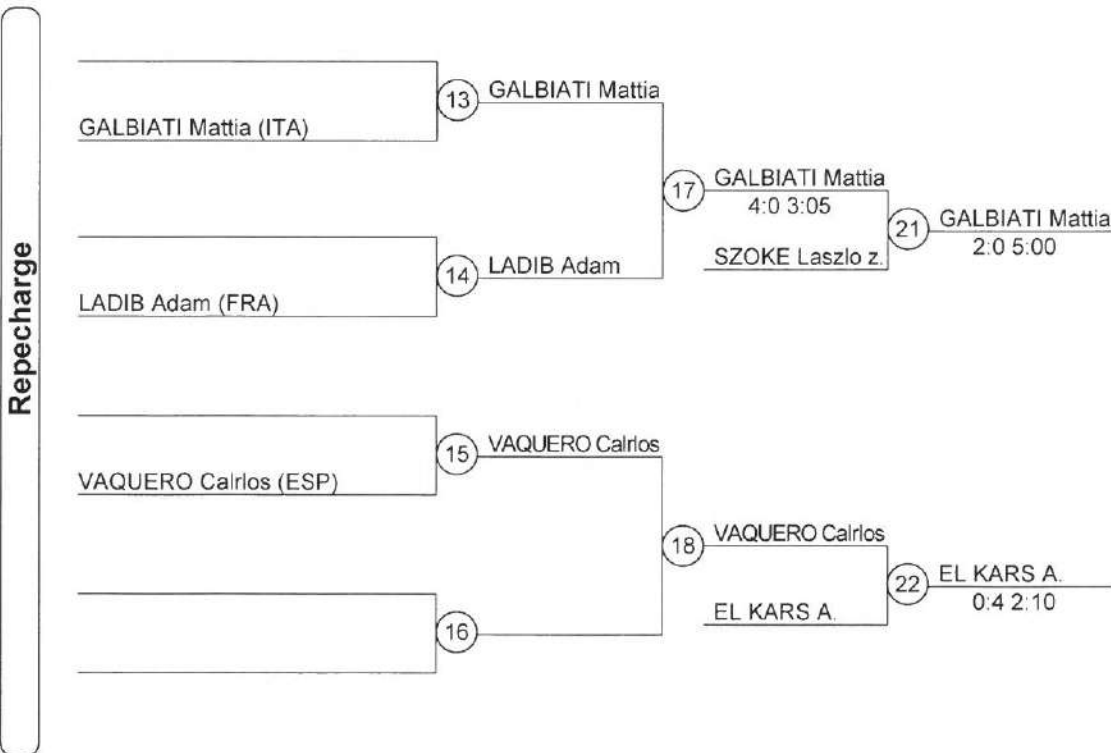 Repecharge
13 GALBIATI Mattia
GALBIATI Mattia (ITA)
17 GALBIATI Mattia
4:0 3:05
21 GALBIATI Mattia
2:0 5:00
SZOKE Laszlo z.
14 LADIB Adam
LADIB Adam (FRA)
15 VAQUERO Calrlos
VAQUERO Calrlos (ESP)
18 VAQUERO Calrlos
22 EL KARS A.
0:4 2:10
EL KARS A.
16